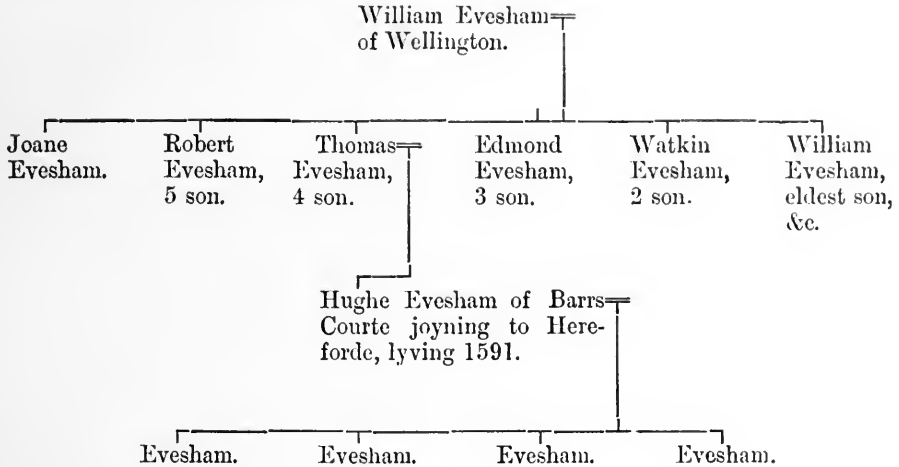 William Evesham
of Wellington.
Joane
Evesham.
Robert
Evesham,
5 son.
Thomas
Evesham,
4 son.
Edmond
Evesham,
3 son.
Watkin
Evesham,
2 son.
William
Evesham,
eldest son,
&c.
Hughe Evesham of Barrs
Courte joyning to Here-
forde, lyving 1591.
Evesham.
Evesham.
Evesham.
Evesham.